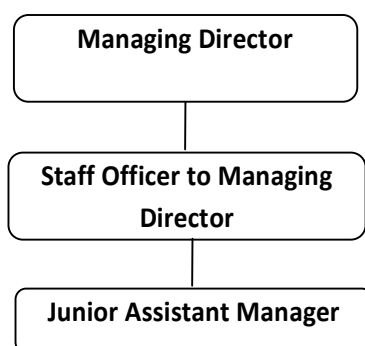 Managing Director
Staff Officer to Managing
Director
Junior Assistant Manager